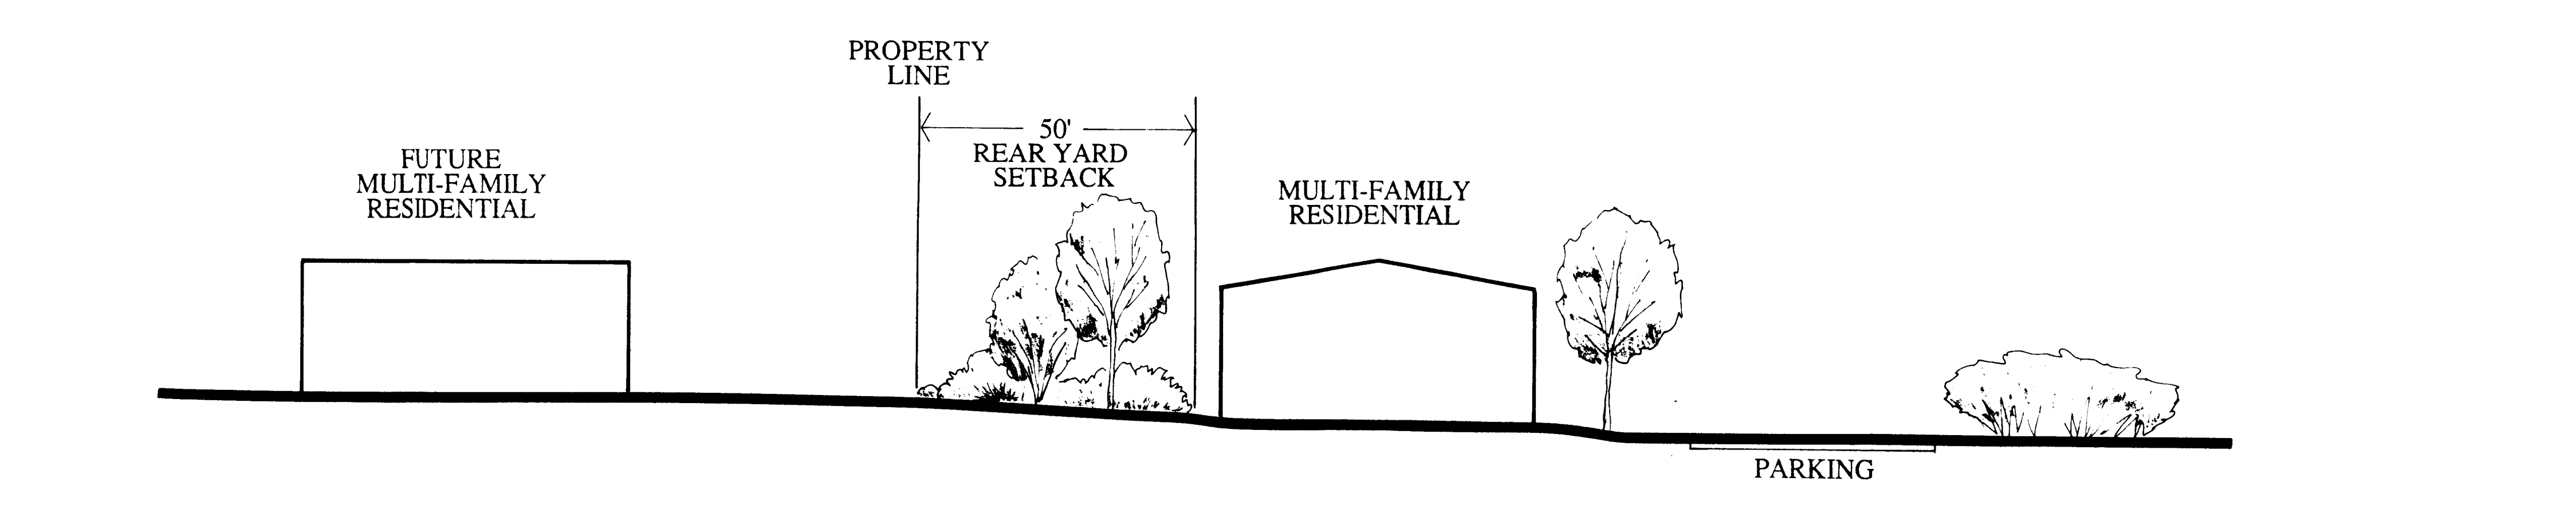 PROPERTY
LINE
50'
REAR YARD
SETBACK
FUTURE
MULTI-FAMILY
RESIDENTIAL
MULTI-FAMILY
RESIDENTIAL
PARKING